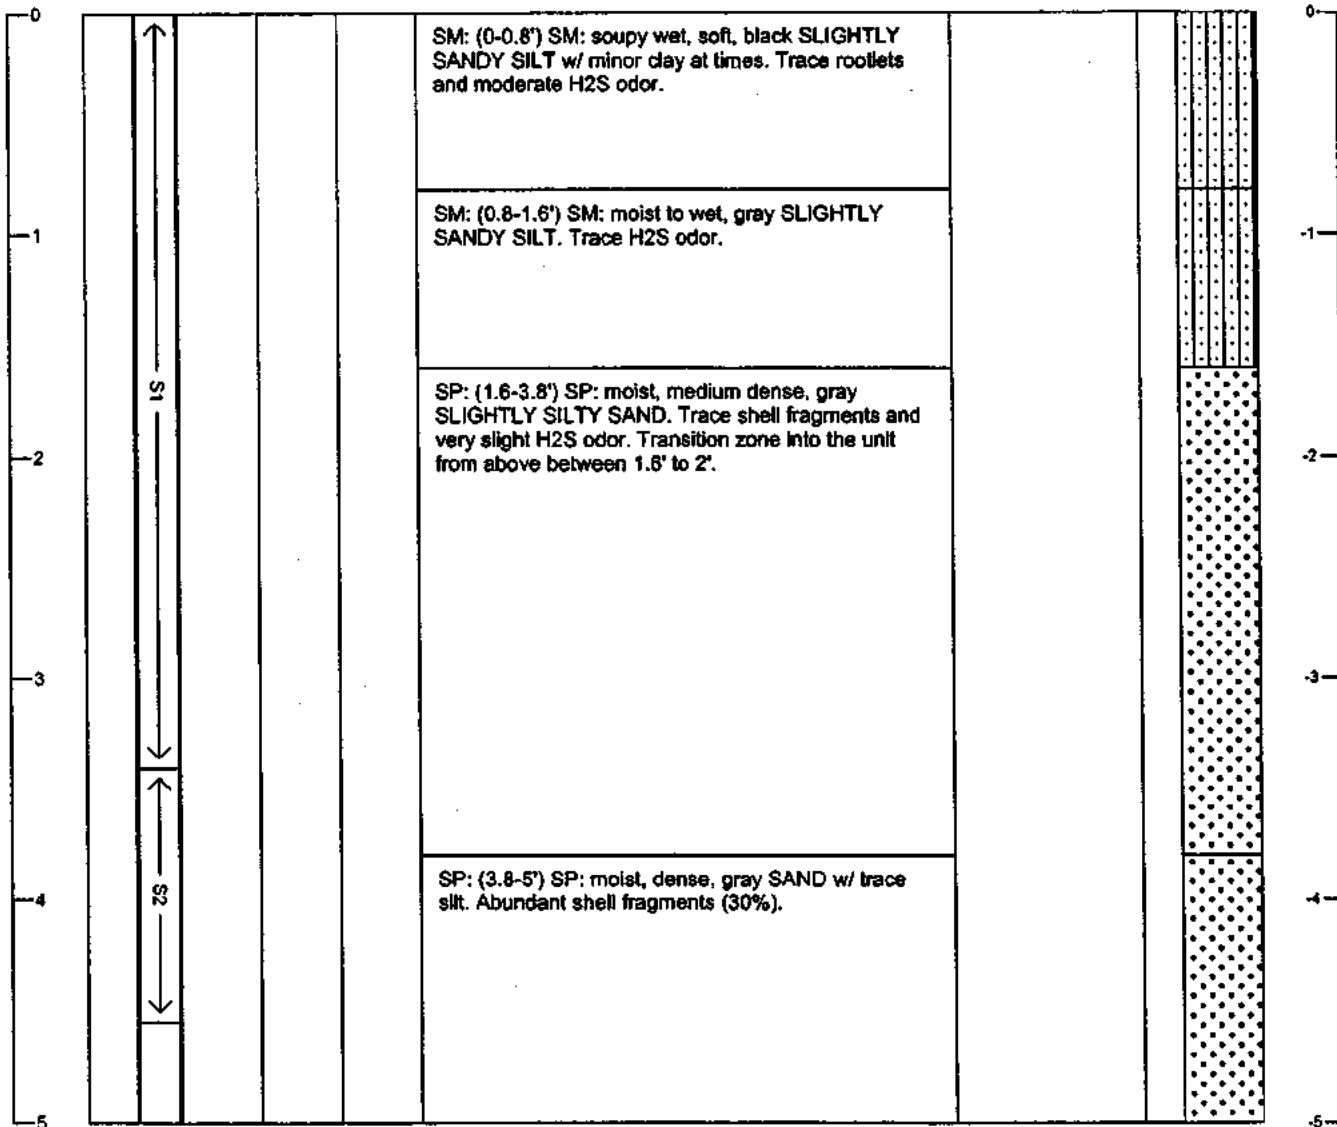 0
SM: (0-0.8') SM: soupy wet, soft, black SLIGHTLY
SANDY SILT w/ minor clay at times. Trace rootlets
and moderate H2S odor.
0
SM: (0.8-1.6') SM: moist to wet, gray SLIGHTLY
SANDY SILT. Trace H2S odor.
1
-1
S1
SP: (1.6-3.8') SP: moist, medium dense, gray
SLIGHTLY SILTY SAND. Trace shell fragments and
very slight H2S odor. Transition zone into the unit
from above between 1.6' to 2'.
2
-2
3
-3
S2
SP: (3.8-5') SP: moist, dense, gray SAND w/ trace
silt. Abundant shell fragments (30%).
4
-4
5
-5